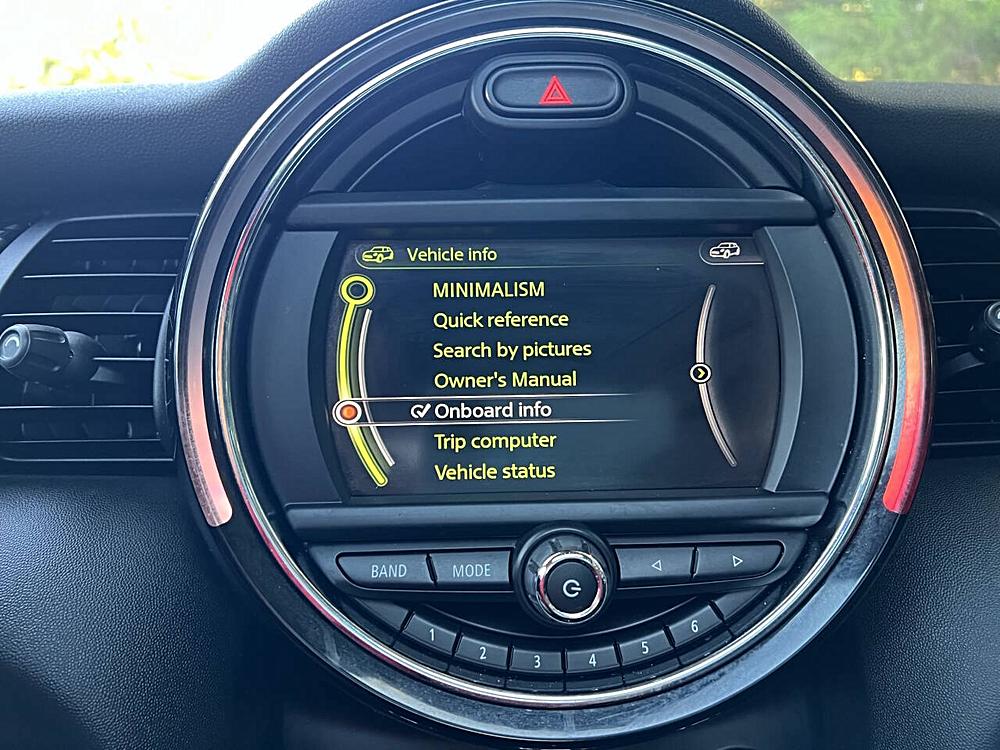 Vehicle info
MINIMALISM
Quick reference
Search by pictures
Owner's Manual
Onboard info
Trip computer
Vehicle status
BAND
MODE
1
2
3
4
5
6